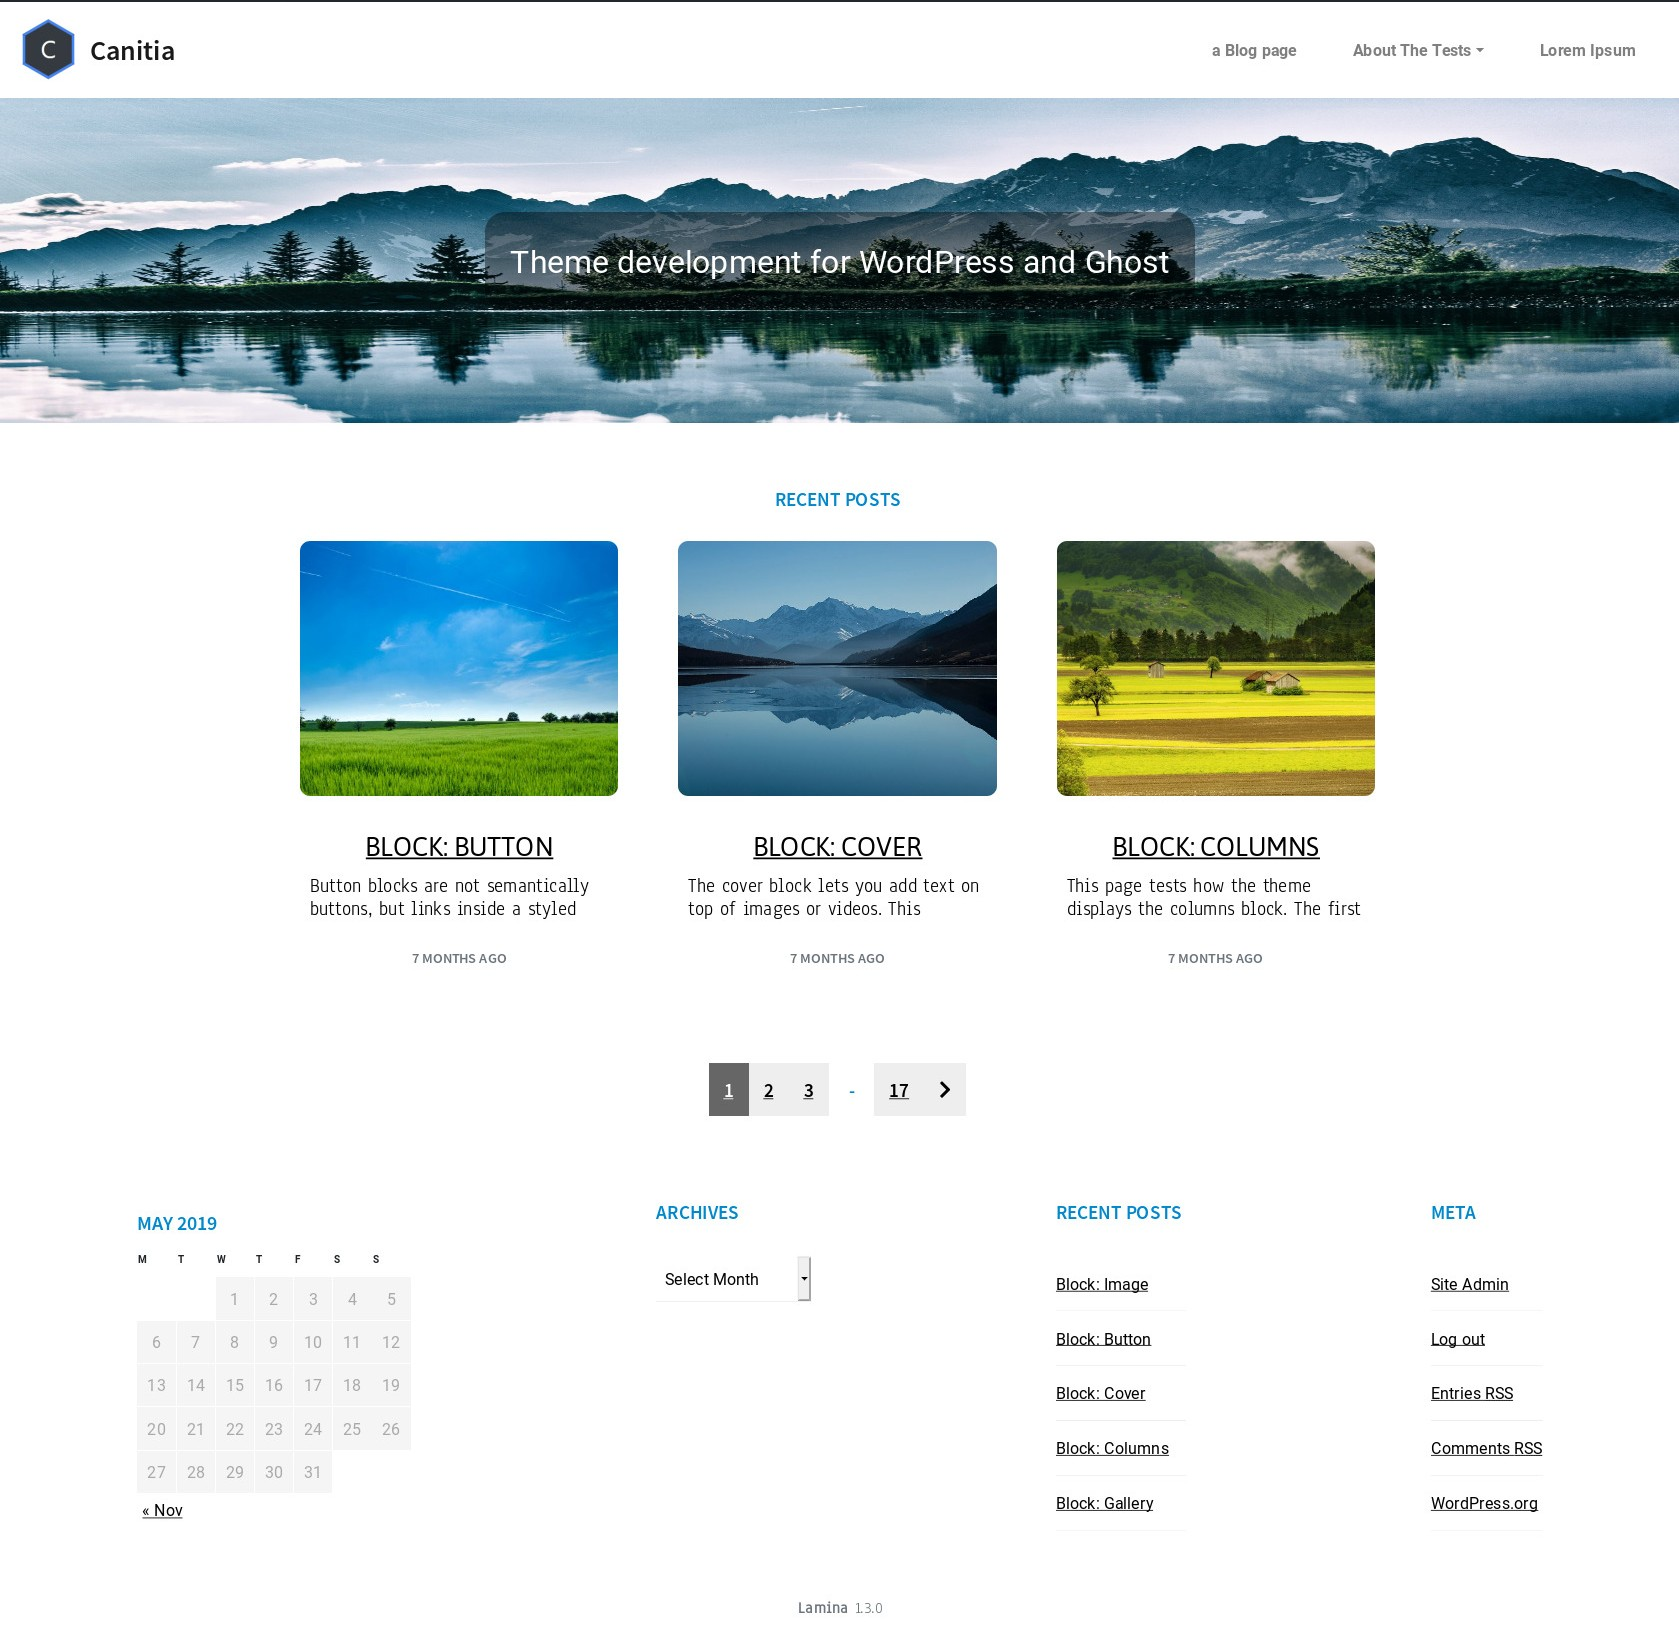 C
Canitia
a Blog page
About The Tests
Lorem Ipsum
Theme development for WordPress and Ghost
RECENT POSTS
BLOCK: BUTTON
Button blocks are not semantically
buttons, but links inside a styled
7 MONTHS AGO
BLOCK: COVER
The cover block lets you add text on
top of images or videos. This
7 MONTHS AGO
BLOCK: COLUMNS
This page tests how the theme
displays the columns block. The first
7 MONTHS AGO
1 2 3 - 17
MAY 2019
M T W T F S S
1 2 3 4 5
6 7 8 9 10 11 12
13 14 15 16 17 18 19
20 21 22 23 24 25 26
27 28 29 30 31
« Nov
ARCHIVES
Select Month
RECENT POSTS
Block: Image
Block: Button
Block: Cover
Block: Columns
Block: Gallery
META
Site Admin
Log out
Entries RSS
Comments RSS
WordPress.org
Lamina 1.3.0